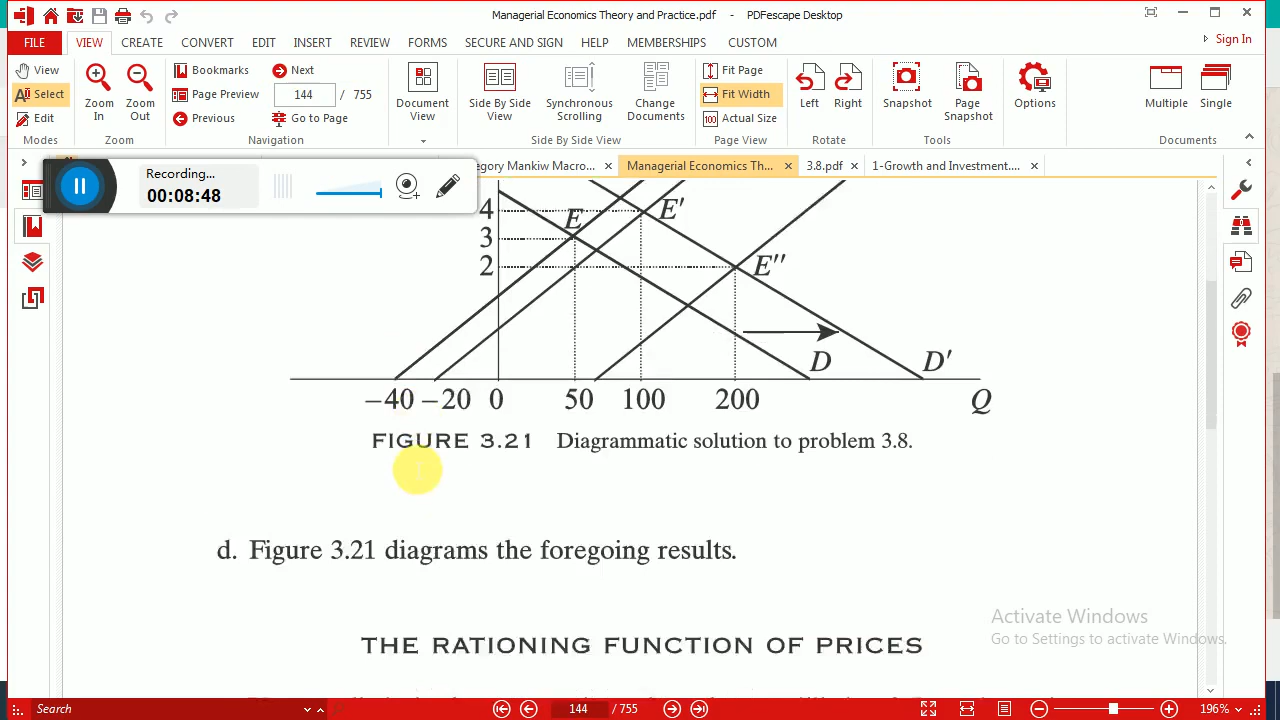 Managerial Economics Theory and Practice.pdf - PDFescape Desktop
FILE VIEW CREATE CONVERT EDIT INSERT REVIEW FORMS SECURE AND SIGN HELP MEMBERSHIPS CUSTOM Sign In
View Bookmarks Next Fit Page
Select Page Preview 144 / 755 Fit Width
Edit Previous Go to Page Actual Size
Zoom In
Zoom Out
Document View
Side By Side View
Synchronous Scrolling
Change Documents
Left Right
Snapshot
Page Snapshot
Options
Multiple Single
Modes Zoom Navigation Side By Side View Page View Rotate Tools Documents
Recording...
00:08:48
egory Mankiw Macro... Managerial Economics Th... 3.8.pdf 1-Growth and Investment....
4 E′
E
3
2 E″
D D′
−40 −20 0 50 100 200 Q
FIGURE 3.21 Diagrammatic solution to problem 3.8.
d. Figure 3.21 diagrams the foregoing results.
Activate Windows
Go to Settings to activate Windows.
THE RATIONING FUNCTION OF PRICES
Search 144 / 755 196%